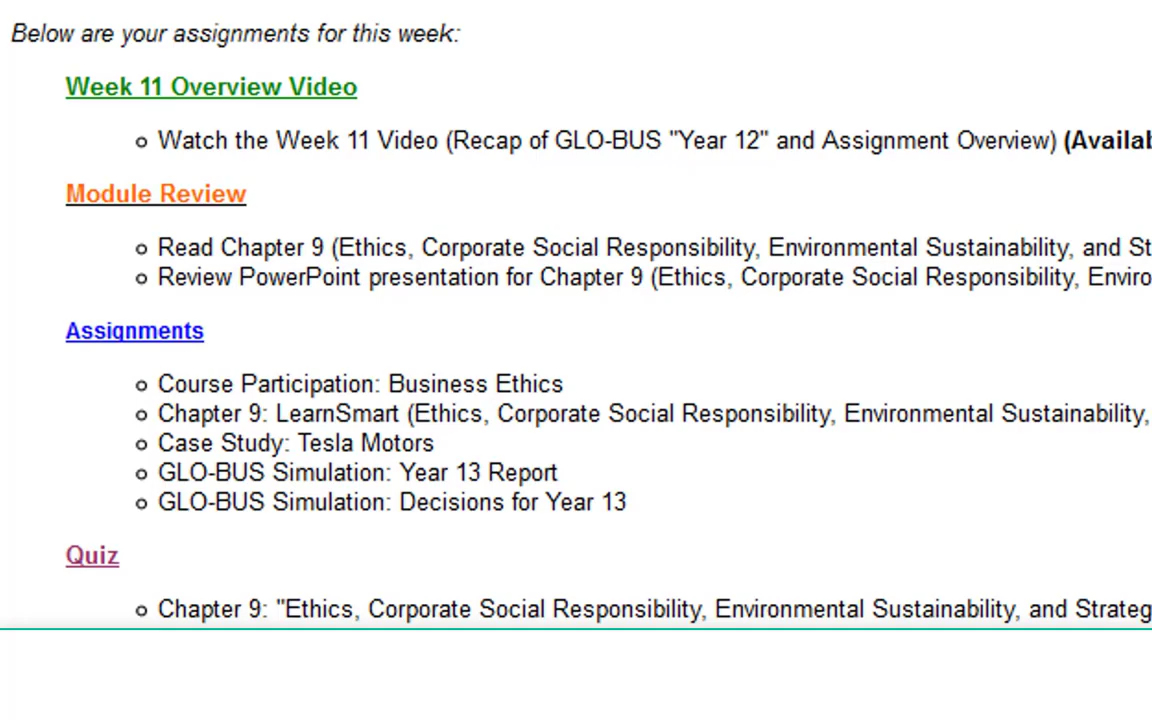 Below are your assignments for this week:
Week 11 Overview Video
Watch the Week 11 Video (Recap of GLO-BUS "Year 12" and Assignment Overview) (Availab
Module Review
Read Chapter 9 (Ethics, Corporate Social Responsibility, Environmental Sustainability, and St
Review PowerPoint presentation for Chapter 9 (Ethics, Corporate Social Responsibility, Enviro
Assignments
Course Participation: Business Ethics
Chapter 9: LearnSmart (Ethics, Corporate Social Responsibility, Environmental Sustainability,
Case Study: Tesla Motors
GLO-BUS Simulation: Year 13 Report
GLO-BUS Simulation: Decisions for Year 13
Quiz
Chapter 9: "Ethics, Corporate Social Responsibility, Environmental Sustainability, and Strateg